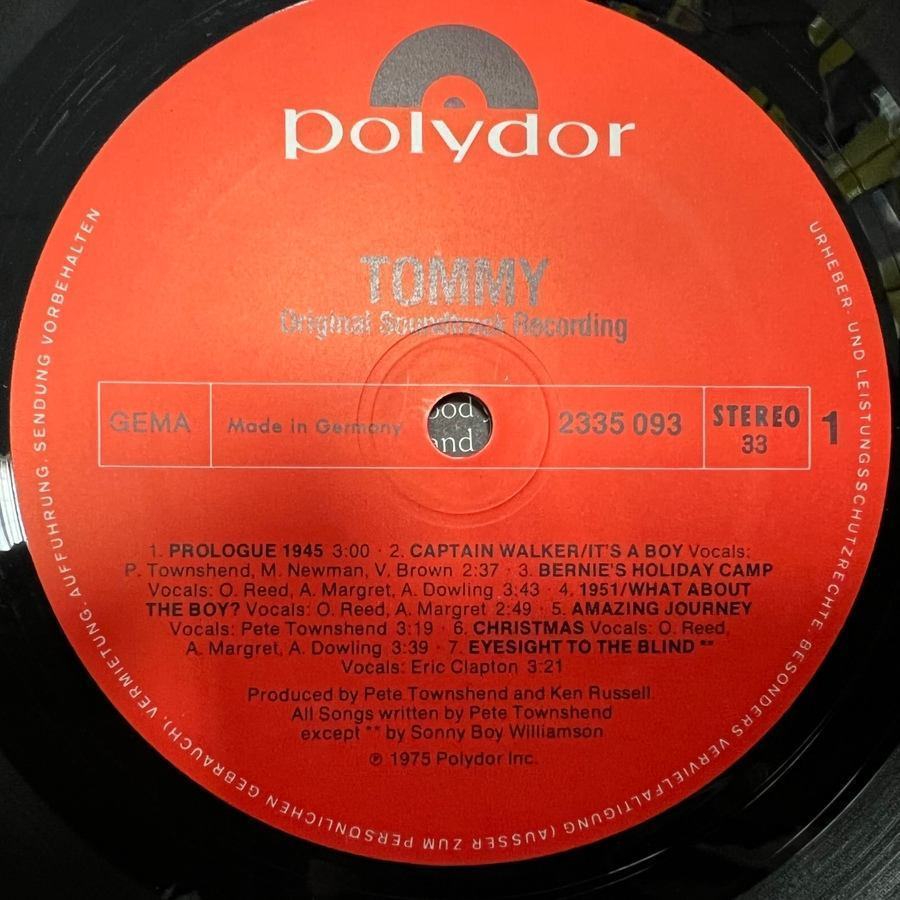 polydor
TOMMY
Original Soundtrack Recording
GEMA
Made in Germany
2335 093
STEREO
33
1
and
1. PROLOGUE 1945 3:00 · 2. CAPTAIN WALKER/IT'S A BOY Vocals:
P. Townshend, M. Newman, V. Brown 2:37 · 3. BERNIE'S HOLIDAY CAMP
Vocals: O. Reed, A. Margret, A. Dowling 3:43 · 4. 1951/WHAT ABOUT
THE BOY? Vocals: O. Reed, A. Margret 2:49 · 5. AMAZING JOURNEY
Vocals: Pete Townshend 3:19 · 6. CHRISTMAS Vocals: O. Reed,
A. Margret, A. Dowling 3:39 · 7. EYESIGHT TO THE BLIND **
Vocals: Eric Clapton 3:21
Produced by Pete Townshend and Ken Russell.
All Songs written by Pete Townshend
except ** by Sonny Boy Williamson
℗ 1975 Polydor Inc.
URHEBER- UND LEISTUNGSSCHUTZRECHTE, BESONDERS VERVIELFÄLTIGUNG (AUSSER ZUM PERSÖNLICHEN GEBRAUCH), VERMIETUNG, AUFFÜHRUNG, SENDUNG VORBEHALTEN